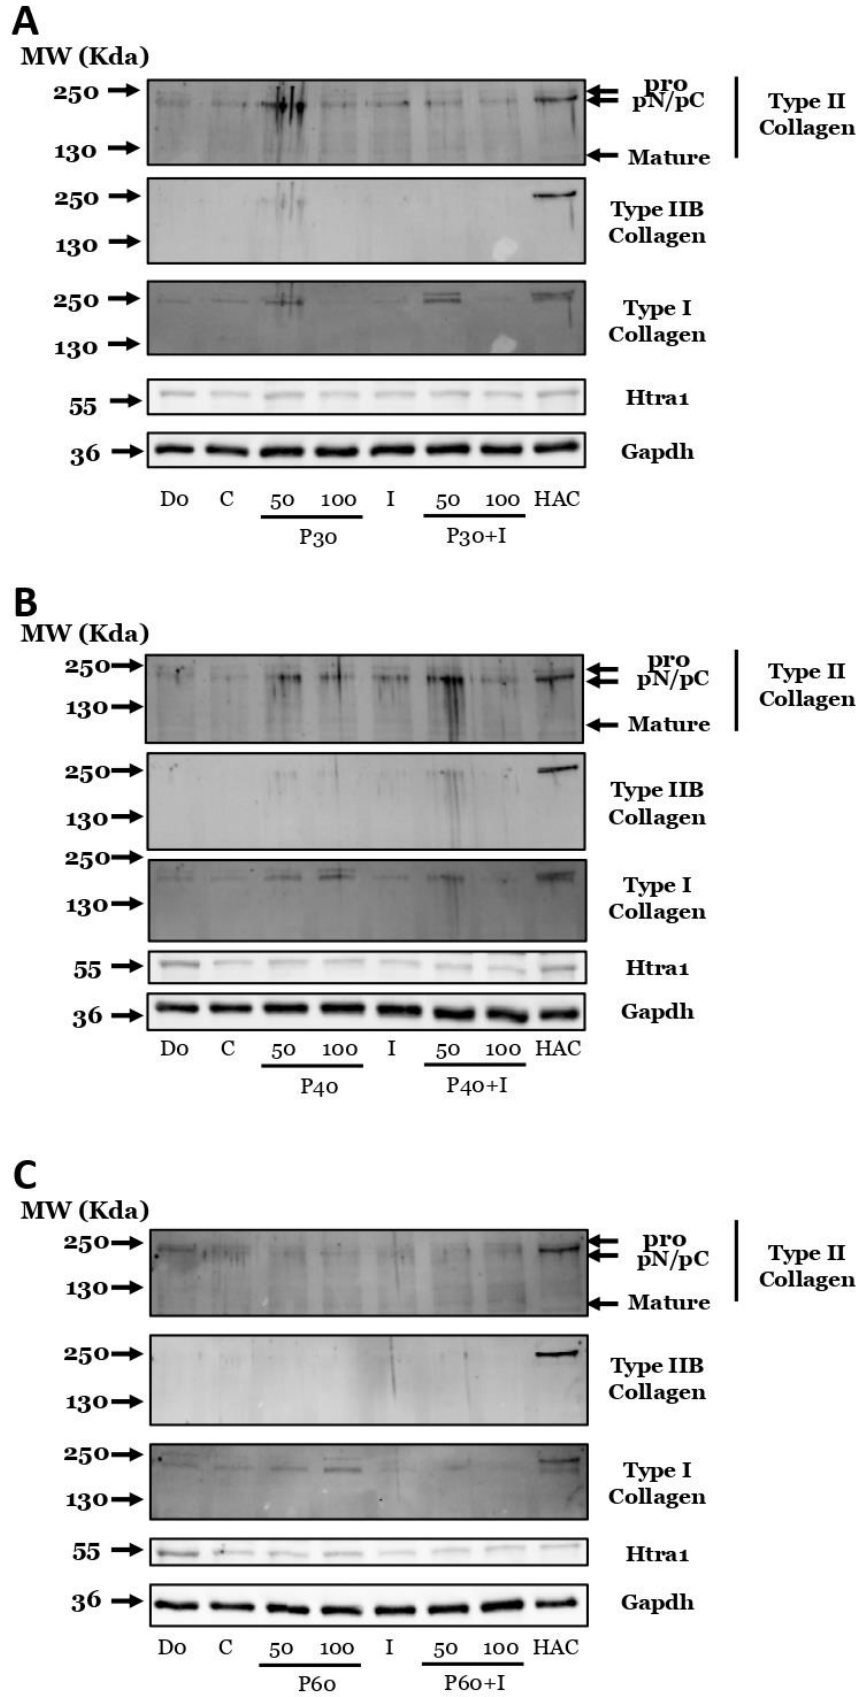 A
MW (Kda)
250
130
pro
pN/pC
Mature
Type II
Collagen
250
130
Type IIB
Collagen
250
130
Type I
Collagen
55
Htra1
36
Gapdh
D0 C 50 100 I 50 100 HAC
P30 P30+I
B
MW (Kda)
250
130
pro
pN/pC
Mature
Type II
Collagen
250
130
Type IIB
Collagen
250
130
Type I
Collagen
55
Htra1
36
Gapdh
D0 C 50 100 I 50 100 HAC
P40 P40+I
C
MW (Kda)
250
130
pro
pN/pC
Mature
Type II
Collagen
250
130
Type IIB
Collagen
250
130
Type I
Collagen
55
Htra1
36
Gapdh
D0 C 50 100 I 50 100 HAC
P60 P60+I